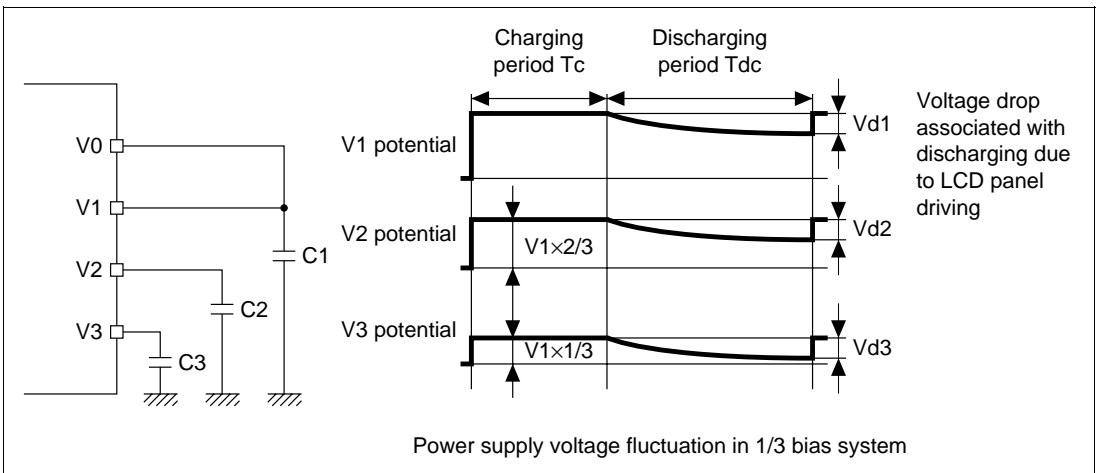 Charging
period Tc
Discharging
period Tdc
V0
V1
V2
V3
C1
C2
C3
V1 potential
Vd1
Voltage drop
associated with
discharging due
to LCD panel
driving
V2 potential
V1×2/3
Vd2
V3 potential
V1×1/3
Vd3
Power supply voltage fluctuation in 1/3 bias system